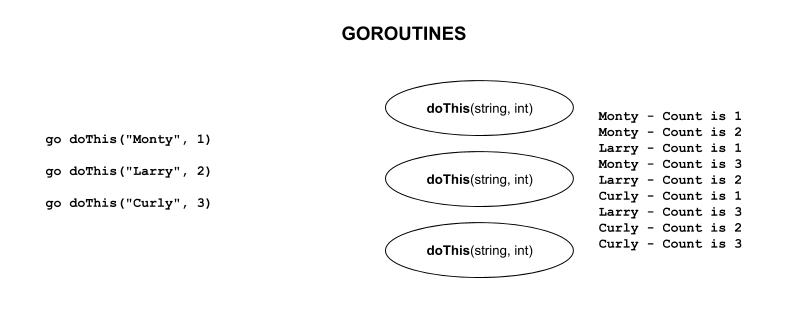 GOROUTINES
go doThis("Monty", 1)
go doThis("Larry", 2)
go doThis("Curly", 3)
doThis(string, int)
doThis(string, int)
doThis(string, int)
Monty - Count is 1
Monty - Count is 2
Larry - Count is 1
Monty - Count is 3
Larry - Count is 2
Curly - Count is 1
Larry - Count is 3
Curly - Count is 2
Curly - Count is 3